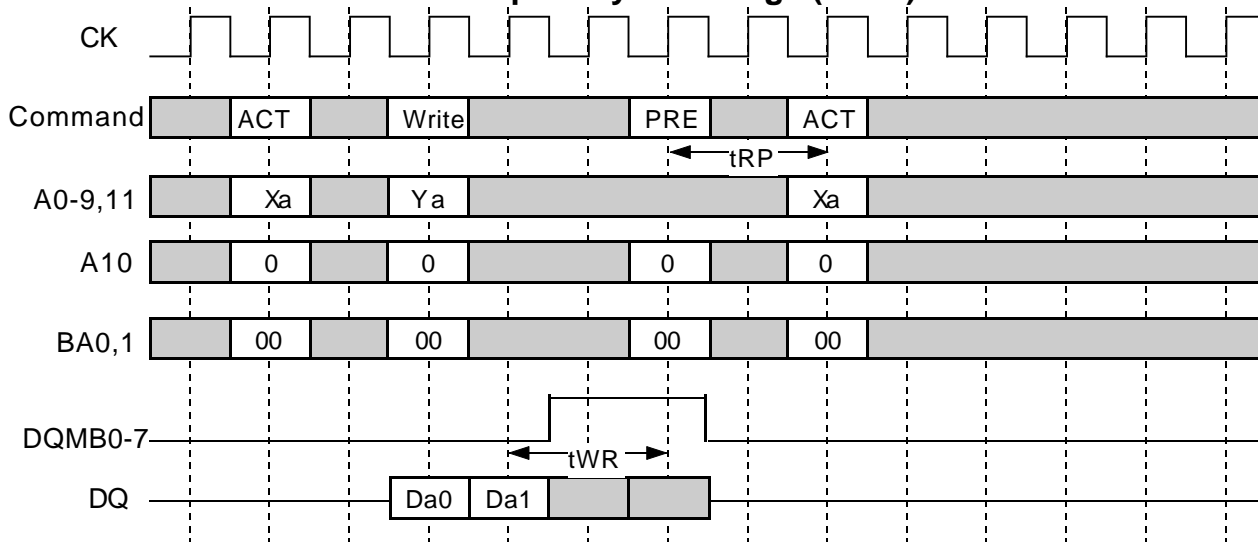 CK
Command ACT Write PRE ACT
tRP
A0-9,11 Xa Ya Xa
A10 0 0 0 0
BA0,1 00 00 00 00
DQMB0-7
tWR
DQ Da0 Da1